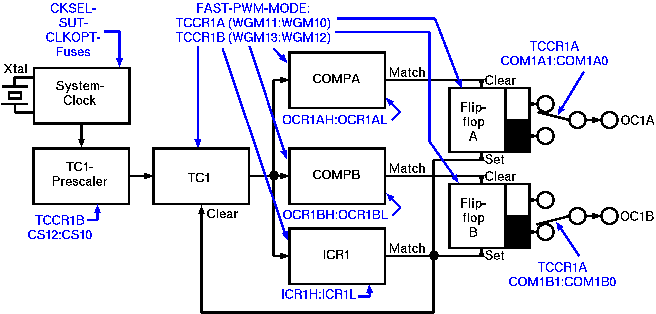 CKSEL-
SUT-
CLKOPT-
Fuses
FAST-PWM-MODE:
TCCR1A (WGM11:WGM10)
TCCR1B (WGM13:WGM12)
Xtal
System-
Clock
COMPA
Match
OCR1AH:OCR1AL
Clear
Flip-
flop
A
Set
TCCR1A
COM1A1:COM1A0
OC1A
TC1-
Prescaler
TCCR1B
CS12:CS10
TC1
Clear
COMPB
Match
OCR1BH:OCR1BL
Clear
Flip-
flop
B
Set
OC1B
TCCR1A
COM1B1:COM1B0
ICR1
Match
ICR1H:ICR1L